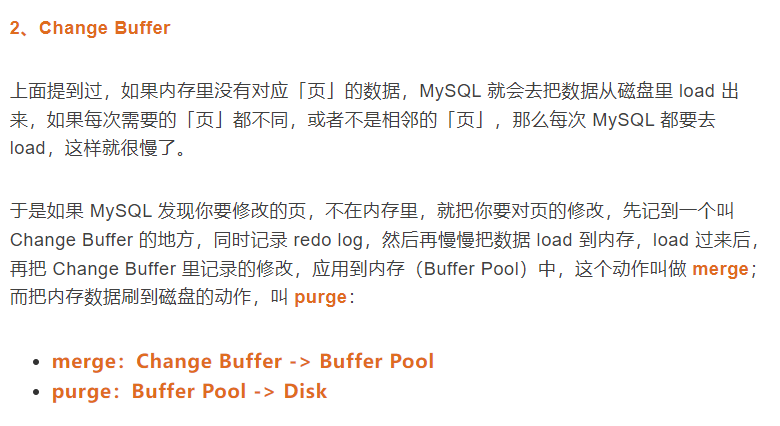 2、Change Buffer
上面提到过，如果内存里没有对应「页」的数据，MySQL 就会去把数据从磁盘里 load 出
来，如果每次需要的「页」都不同，或者不是相邻的「页」，那么每次 MySQL 都要去
load，这样就很慢了。
于是如果 MySQL 发现你要修改的页，不在内存里，就把你要对页的修改，先记到一个叫
Change Buffer 的地方，同时记录 redo log，然后再慢慢把数据 load 到内存，load 过来后，
再把 Change Buffer 里记录的修改，应用到内存（Buffer Pool）中，这个动作叫做 merge；
而把内存数据刷到磁盘的动作，叫 purge：
• merge：Change Buffer -> Buffer Pool
• purge：Buffer Pool -> Disk